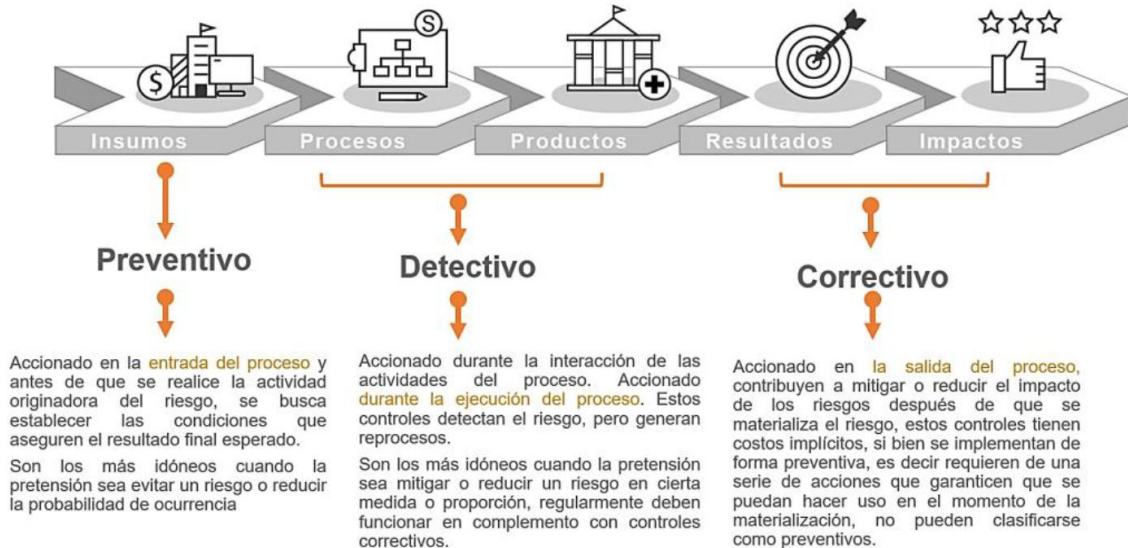 S
$
Insumos
Procesos
Productos
Resultados
Impactos
Preventivo
Accionado en la entrada del proceso y
antes de que se realice la actividad
originadora del riesgo, se busca
establecer las condiciones que
aseguren el resultado final esperado.
Son los más idóneos cuando la
pretensión sea evitar un riesgo o reducir
la probabilidad de ocurrencia
Detectivo
Accionado durante la interacción de las
actividades del proceso. Accionado
durante la ejecución del proceso. Estos
controles detectan el riesgo, pero generan
reprocesos.
Son los más idóneos cuando la pretensión
sea mitigar o reducir un riesgo en cierta
medida o proporción, regularmente deben
funcionar en complemento con controles
correctivos.
Correctivo
Accionado en la salida del proceso,
contribuyen a mitigar o reducir el impacto
de los riesgos después de que se
materializa el riesgo, estos controles tienen
costos implícitos, si bien se implementan de
forma preventiva, es decir requieren de una
serie de acciones que garanticen que se
puedan hacer uso en el momento de la
materialización, no pueden clasificarse
como preventivos.